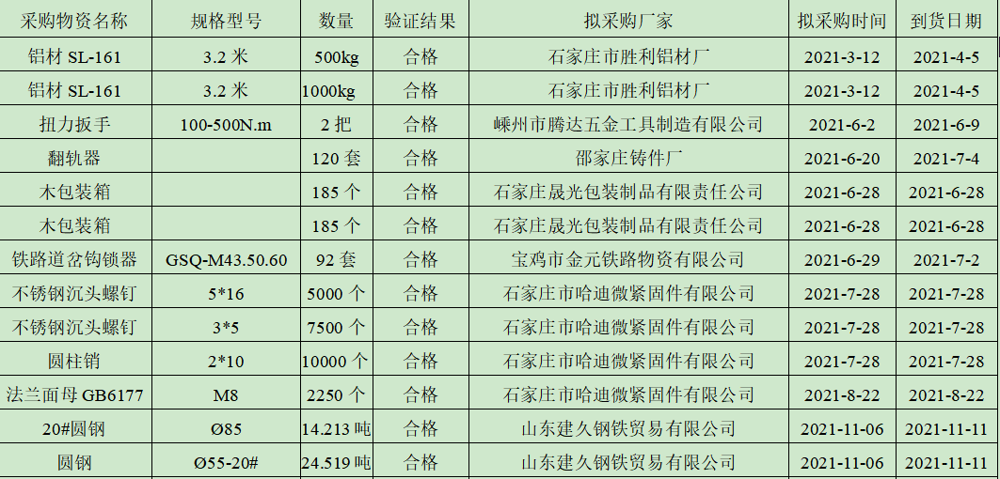 采购物资名称 规格型号 数量 验证结果 拟采购厂家 拟采购时间 到货日期
铝材 SL-161 3.2 米 500kg 合格 石家庄市胜利铝材厂 2021-3-12 2021-4-5
铝材 SL-161 3.2 米 1000kg 合格 石家庄市胜利铝材厂 2021-3-12 2021-4-5
扭力扳手 100-500N.m 2 把 合格 嵊州市腾达五金工具制造有限公司 2021-6-2 2021-6-9
翻轨器 120 套 合格 邵家庄铸件厂 2021-6-20 2021-7-4
木包装箱 185 个 合格 石家庄晟光包装制品有限责任公司 2021-6-28 2021-6-28
木包装箱 185 个 合格 石家庄晟光包装制品有限责任公司 2021-6-28 2021-6-28
铁路道岔钩锁器 GSQ-M43.50.60 92 套 合格 宝鸡市金元铁路物资有限公司 2021-6-29 2021-7-2
不锈钢沉头螺钉 5*16 5000 个 合格 石家庄市哈迪微紧固件有限公司 2021-7-28 2021-7-28
不锈钢沉头螺钉 3*5 7500 个 合格 石家庄市哈迪微紧固件有限公司 2021-7-28 2021-7-28
圆柱销 2*10 10000 个 合格 石家庄市哈迪微紧固件有限公司 2021-7-28 2021-7-28
法兰面母 GB6177 M8 2250 个 合格 石家庄市哈迪微紧固件有限公司 2021-8-22 2021-8-22
20#圆钢 Ø85 14.213 吨 合格 山东建久钢铁贸易有限公司 2021-11-06 2021-11-11
圆钢 Ø55-20# 24.519 吨 合格 山东建久钢铁贸易有限公司 2021-11-06 2021-11-11